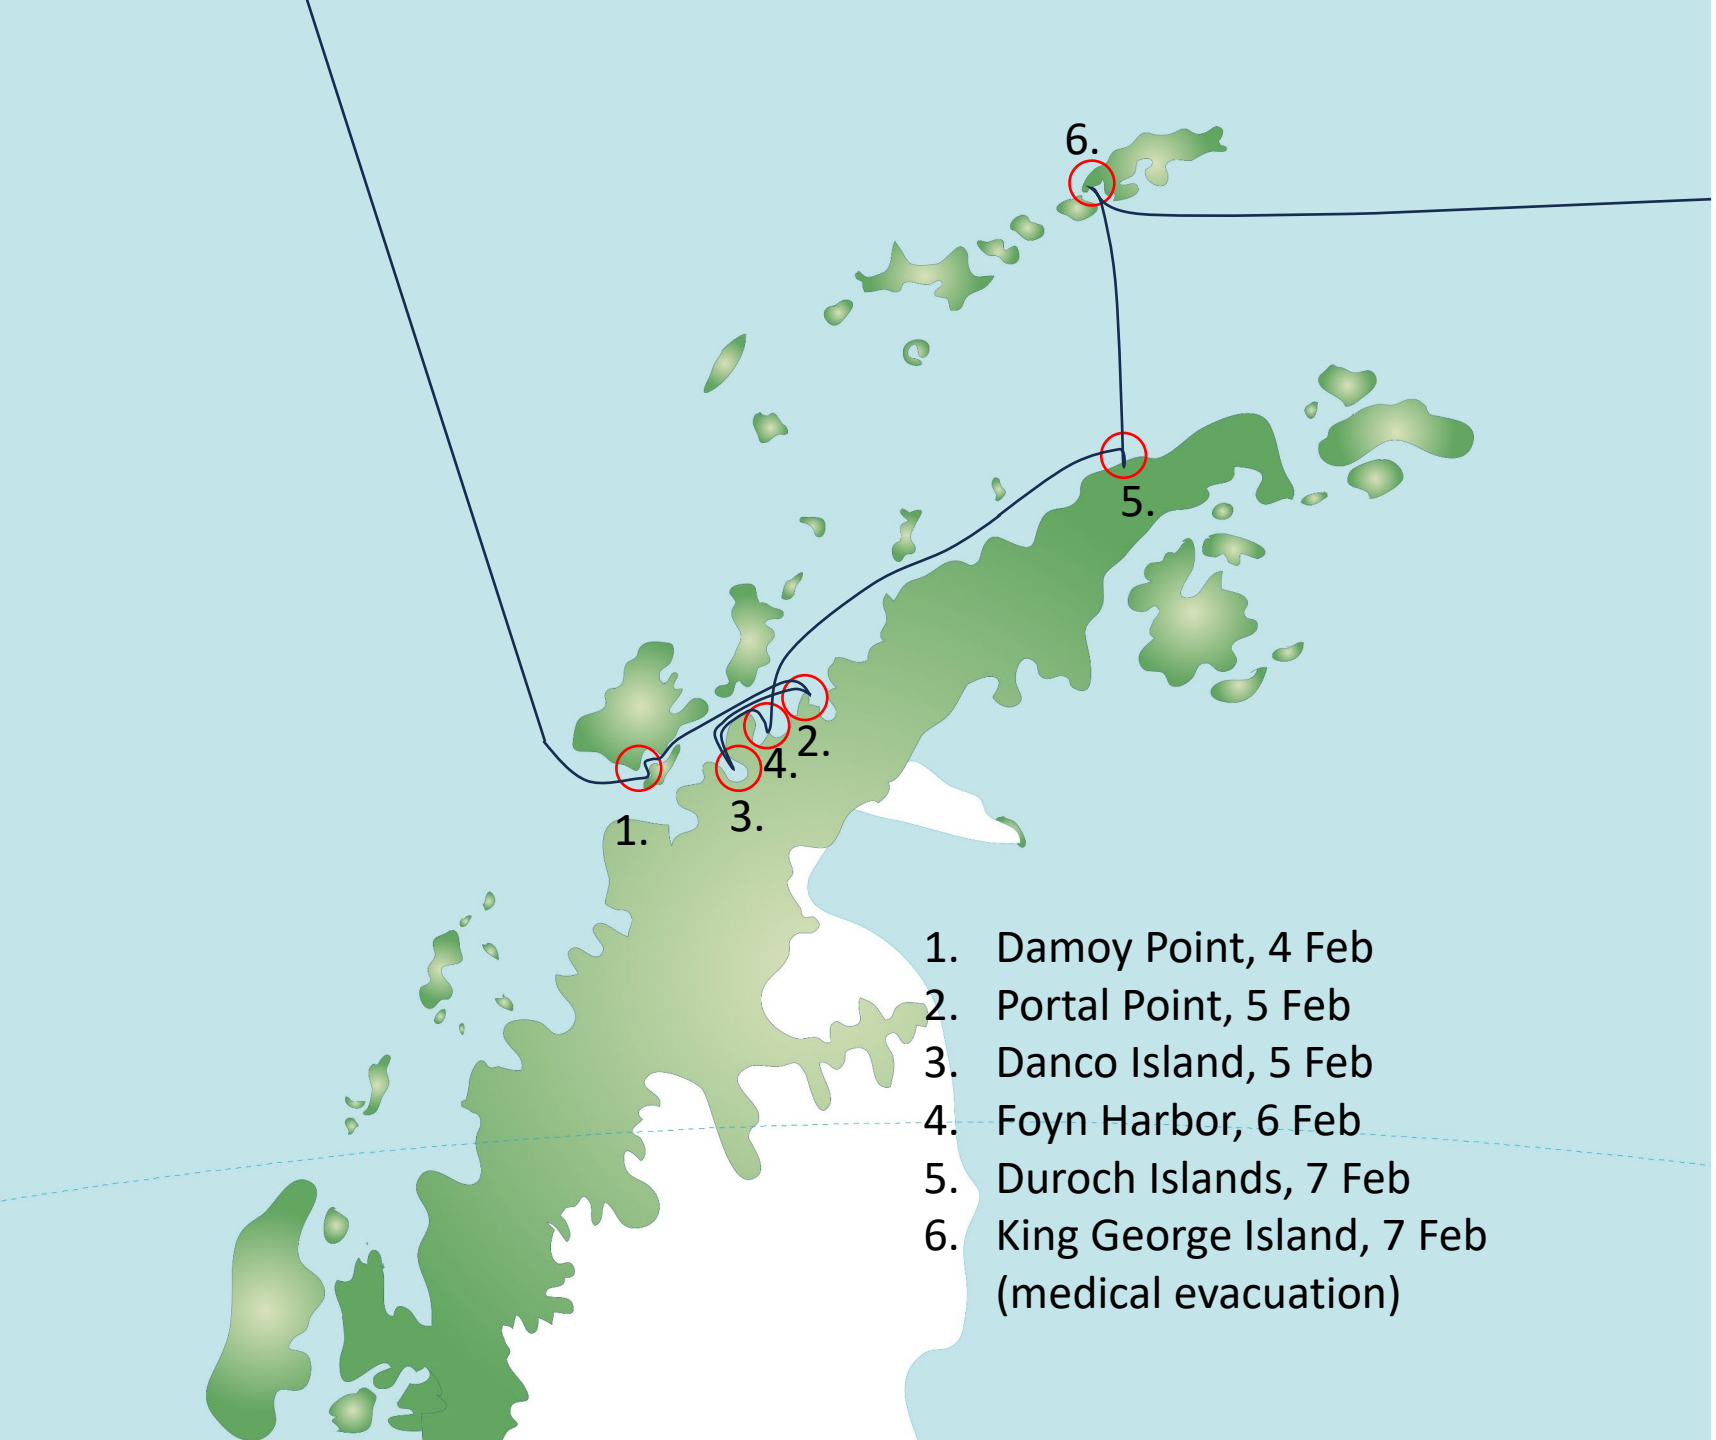 6.
5.
2.
4.
3.
1.
1. Damoy Point, 4 Feb
2. Portal Point, 5 Feb
3. Danco Island, 5 Feb
4. Foyn Harbor, 6 Feb
5. Duroch Islands, 7 Feb
6. King George Island, 7 Feb
(medical evacuation)